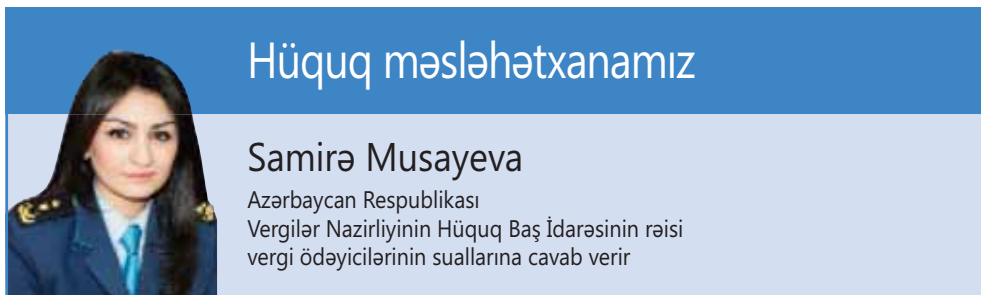 Hüquq məsləhətxanamız
Samirə Musayeva
Azərbaycan Respublikası
Vergilər Nazirliyinin Hüquq Baş İdarəsinin rəisi
vergi ödəyicilərinin suallarına cavab verir